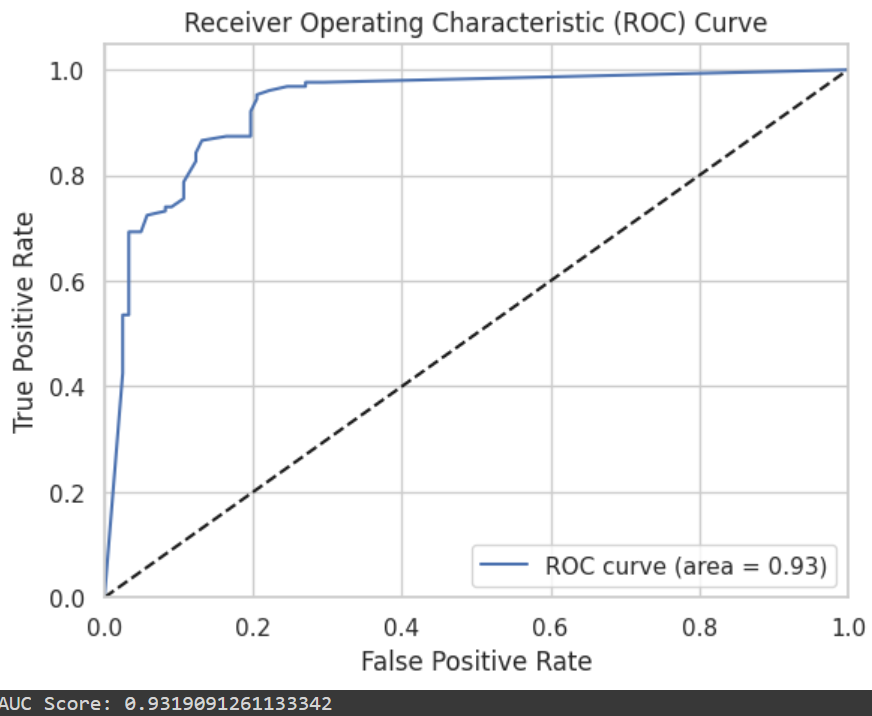 Receiver Operating Characteristic (ROC) Curve
1.0
0.8
0.6
0.4
0.2
0.0
True Positive Rate
ROC curve (area = 0.93)
0.0 0.2 0.4 0.6 0.8 1.0
False Positive Rate
AUC Score: 0.9319091261133342